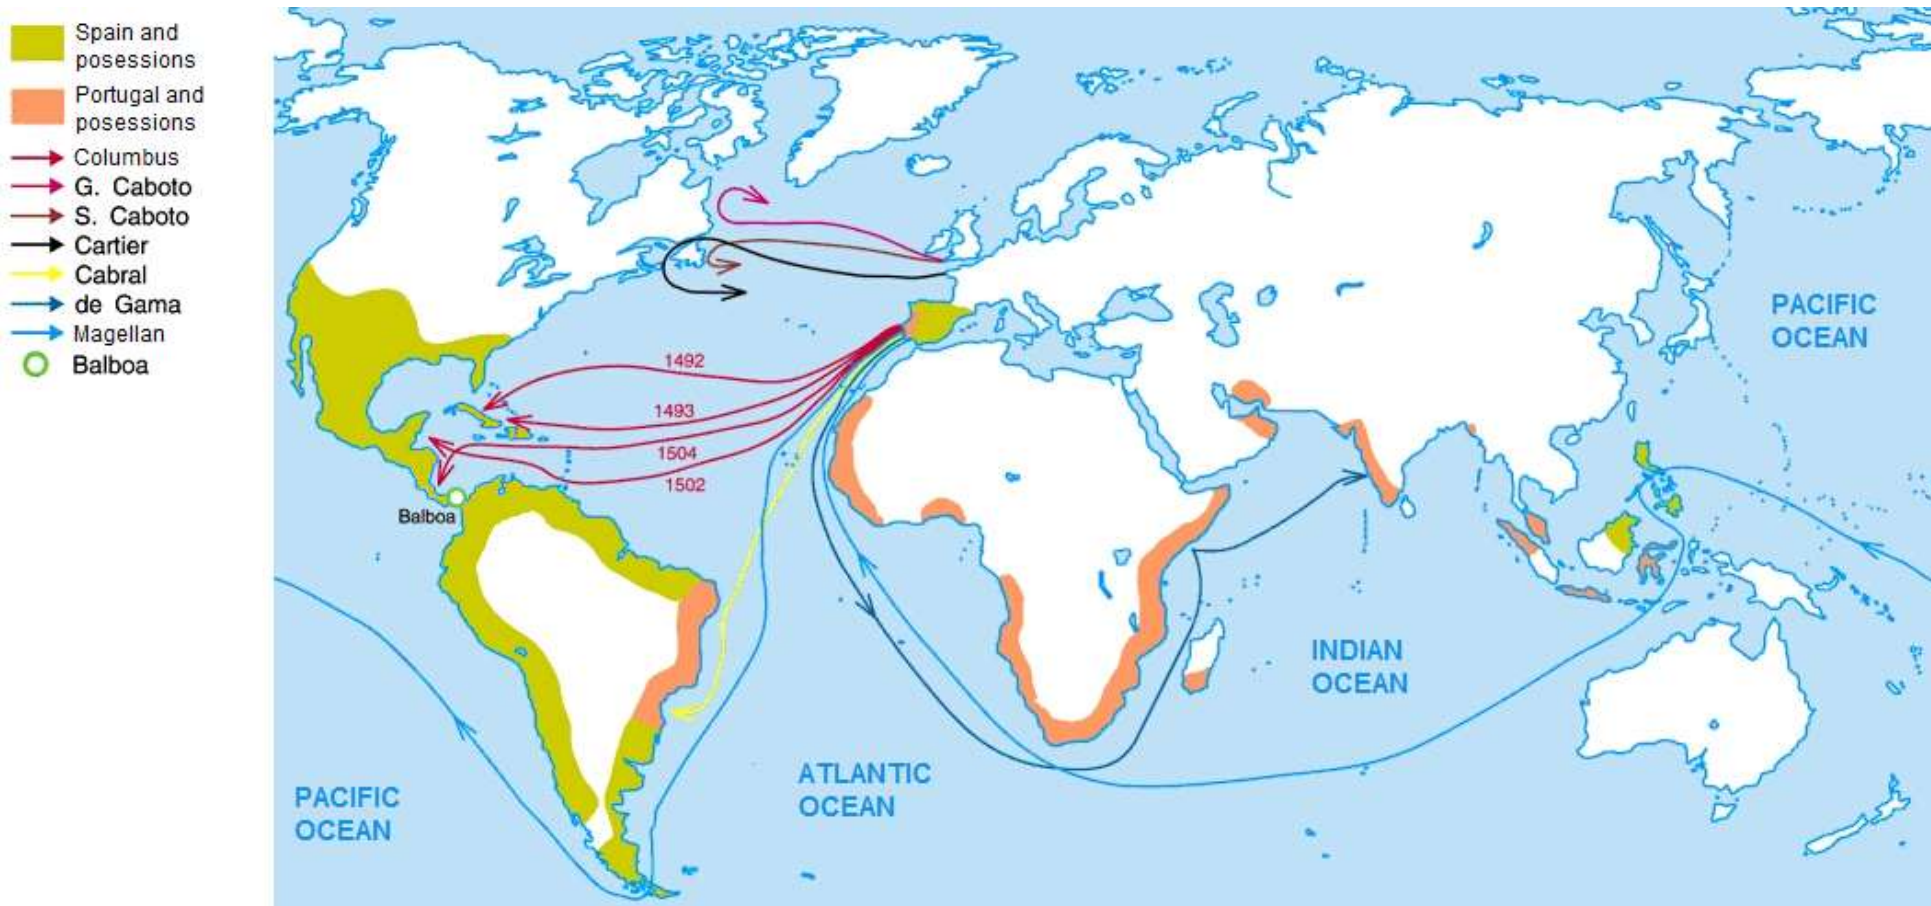 Spain and
posessions
Portugal and
posessions
Columbus
G. Caboto
S. Caboto
Cartier
Cabral
de Gama
Magellan
Balboa
PACIFIC
OCEAN
1492
1493
1504
1502
Balboa
INDIAN
OCEAN
ATLANTIC
OCEAN
PACIFIC
OCEAN